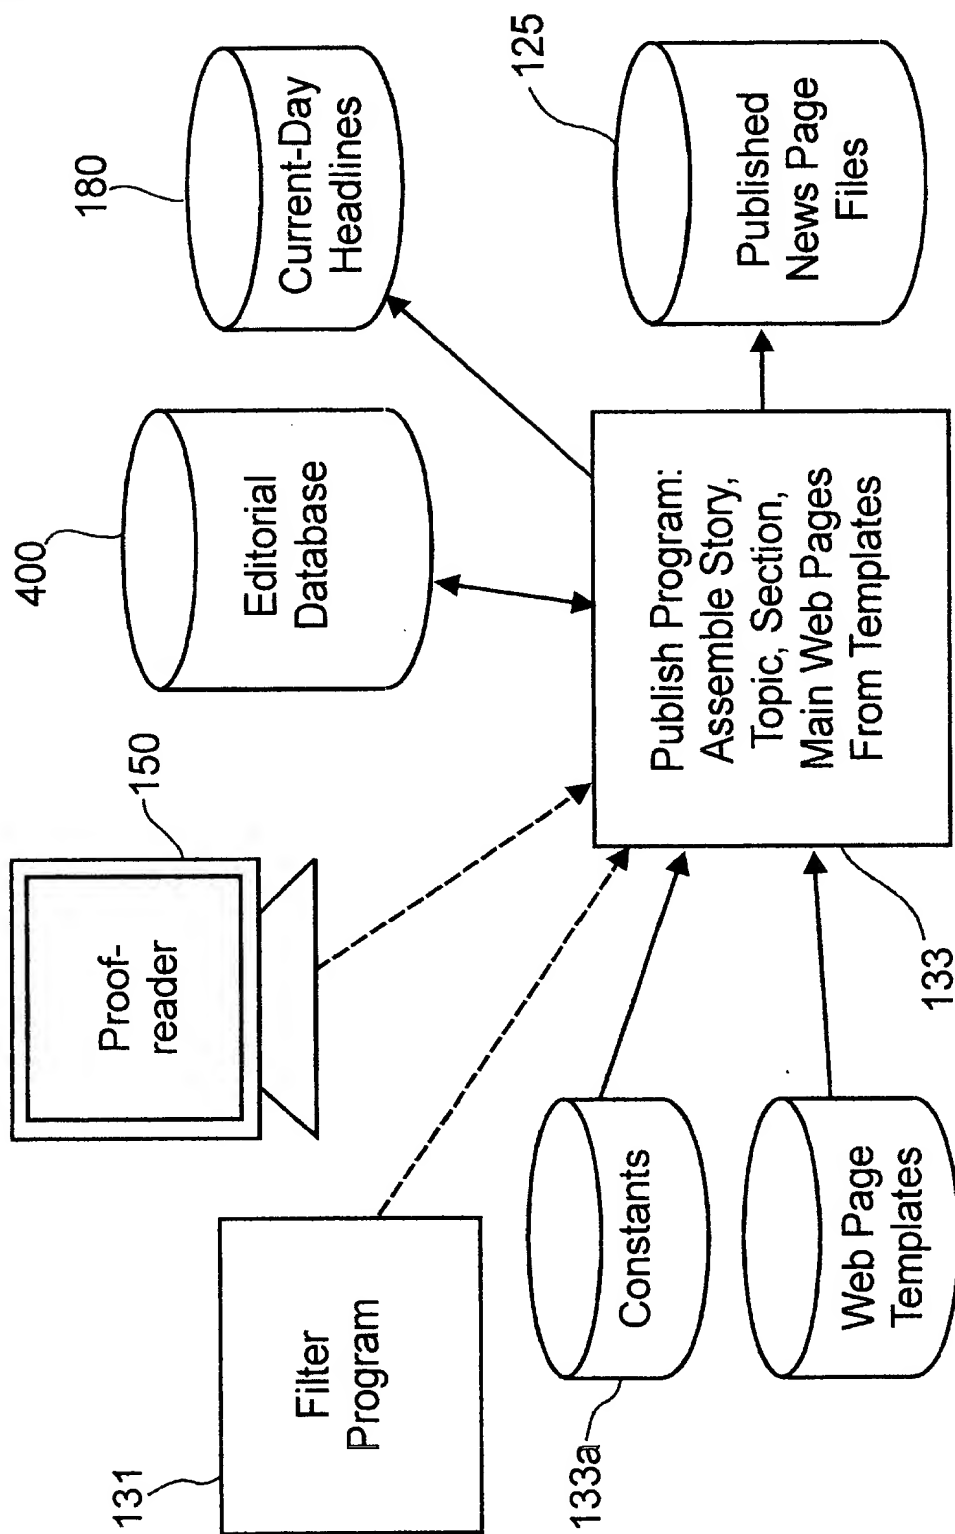 131
Filter
Program
150
Proof-
reader
400
Editorial
Database
180
Current-Day
Headlines
133a
Constants
Web Page
Templates
133
Publish Program:
Assemble Story,
Topic, Section,
Main Web Pages
From Templates
125
Published
News Page
Files